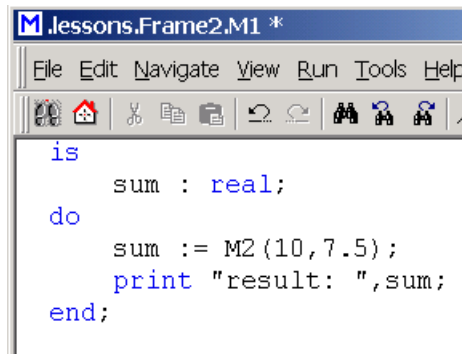 M .lessons.Frame2.M1 *
File Edit Navigate View Run Tools Help
is
sum : real;
do
sum := M2(10,7.5);
print "result: ",sum;
end;